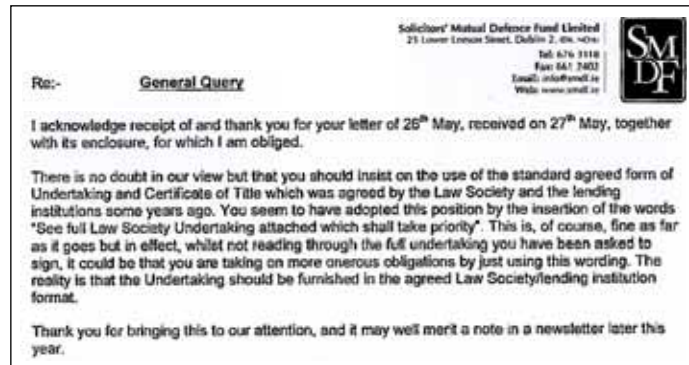 Solicitors' Mutual Defence Fund Limited
25 Lower Leeson Street, Dublin 2.
Tel: 676 3118
Fax: 661 2402
Email: info@smdf.ie
Web: www.smdf.ie
SM
DF
Re:- General Query
I acknowledge receipt of and thank you for your letter of 26th May, received on 27th May, together
with its enclosure, for which I am obliged.
There is no doubt in our view but that you should insist on the use of the standard agreed form of
Undertaking and Certificate of Title which was agreed by the Law Society and the lending
institutions some years ago. You seem to have adopted this position by the insertion of the words
"See full Law Society Undertaking attached which shall take priority". This is, of course, fine as far
as it goes but in effect, whilst not reading through the full undertaking you have been asked to
sign, it could be that you are taking on more onerous obligations by just using this wording. The
reality is that the Undertaking should be furnished in the agreed Law Society/lending institution
format.
Thank you for bringing this to our attention, and it may well merit a note in a newsletter later this
year.